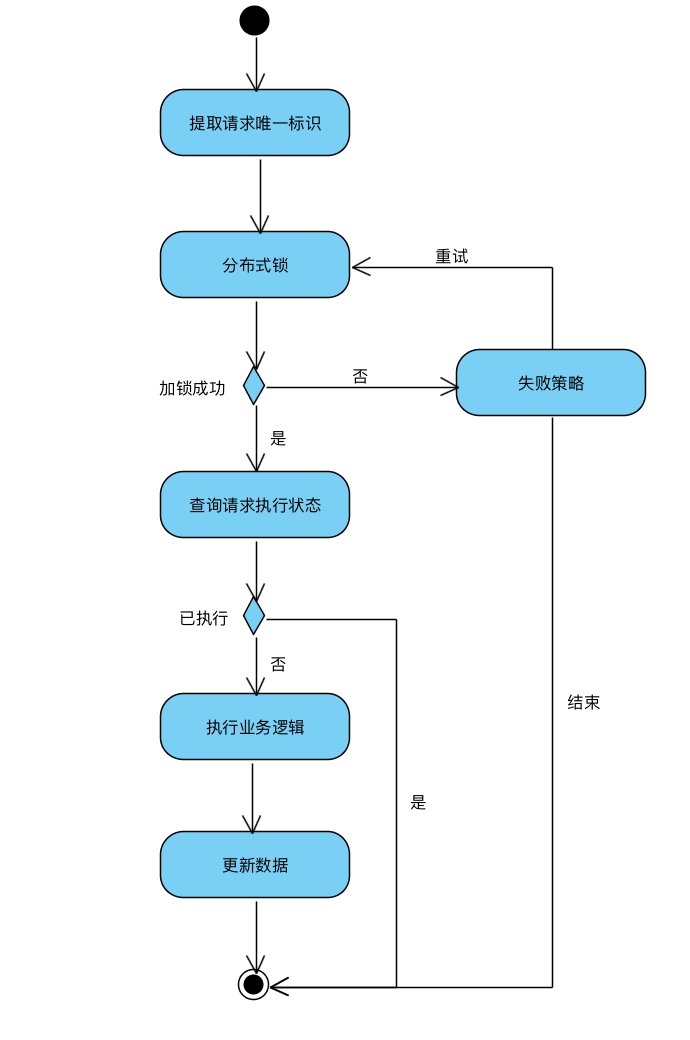 提取请求唯一标识
分布式锁
重试
加锁成功
否
失败策略
是
查询请求执行状态
已执行
否
执行业务逻辑
结束
是
更新数据